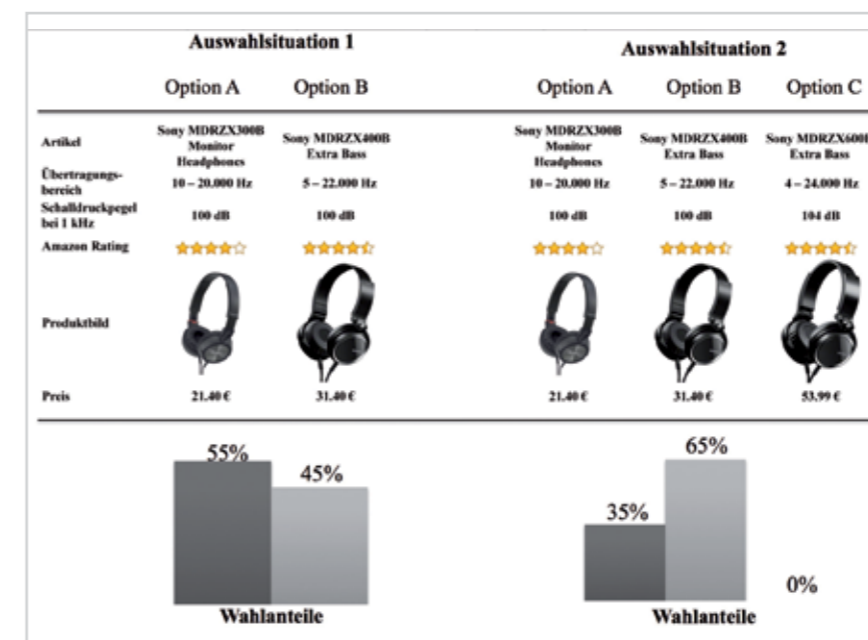 Auswahlsituation 1
Auswahlsituation 2
Option A
Option B
Option A
Option B
Option C
Artikel
Sony MDRZX300B
Monitor
Headphones
Sony MDRZX400B
Extra Bass
Sony MDRZX300B
Monitor
Headphones
Sony MDRZX400B
Extra Bass
Sony MDRZX600B
Extra Bass
Übertragungs-
bereich
10 – 20.000 Hz
5 – 22.000 Hz
10 – 20.000 Hz
5 – 22.000 Hz
4 – 24.000 Hz
Schalldruckpegel
bei 1 kHz
100 dB
100 dB
100 dB
100 dB
104 dB
Amazon Rating
Produktbild
Preis
21.40 €
31.40 €
21.40 €
31.40 €
53.99 €
55%
45%
35%
65%
0%
Wahlanteile
Wahlanteile